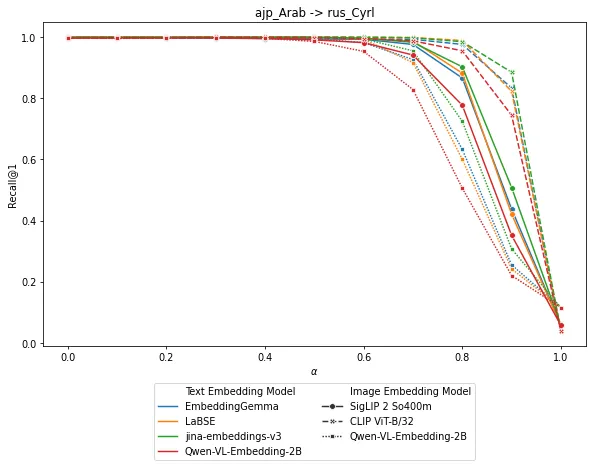 ajp_Arab -> rus_Cyrl
Recall@1
1.0
0.8
0.6
0.4
0.2
0.0
0.0 0.2 0.4 0.6 0.8 1.0
α
Text Embedding Model
EmbeddingGemma
LaBSE
jina-embeddings-v3
Qwen-VL-Embedding-2B
Image Embedding Model
SigLIP 2 So400m
CLIP ViT-B/32
Qwen-VL-Embedding-2B